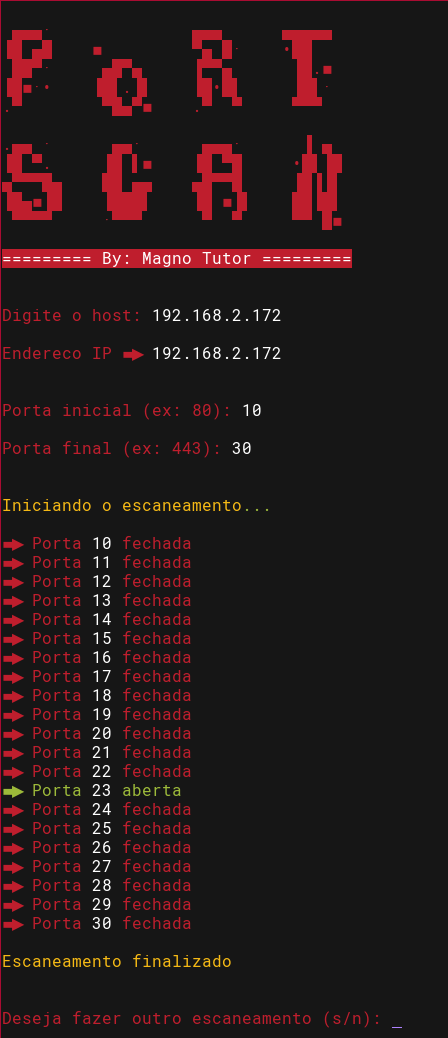 PORT
SCAN
========= By: Magno Tutor =========
Digite o host: 192.168.2.172
Endereco IP ➡ 192.168.2.172
Porta inicial (ex: 80): 10
Porta final (ex: 443): 30
Iniciando o escaneamento...
➡ Porta 10 fechada
➡ Porta 11 fechada
➡ Porta 12 fechada
➡ Porta 13 fechada
➡ Porta 14 fechada
➡ Porta 15 fechada
➡ Porta 16 fechada
➡ Porta 17 fechada
➡ Porta 18 fechada
➡ Porta 19 fechada
➡ Porta 20 fechada
➡ Porta 21 fechada
➡ Porta 22 fechada
➡ Porta 23 aberta
➡ Porta 24 fechada
➡ Porta 25 fechada
➡ Porta 26 fechada
➡ Porta 27 fechada
➡ Porta 28 fechada
➡ Porta 29 fechada
➡ Porta 30 fechada
Escaneamento finalizado
Deseja fazer outro escaneamento (s/n): _